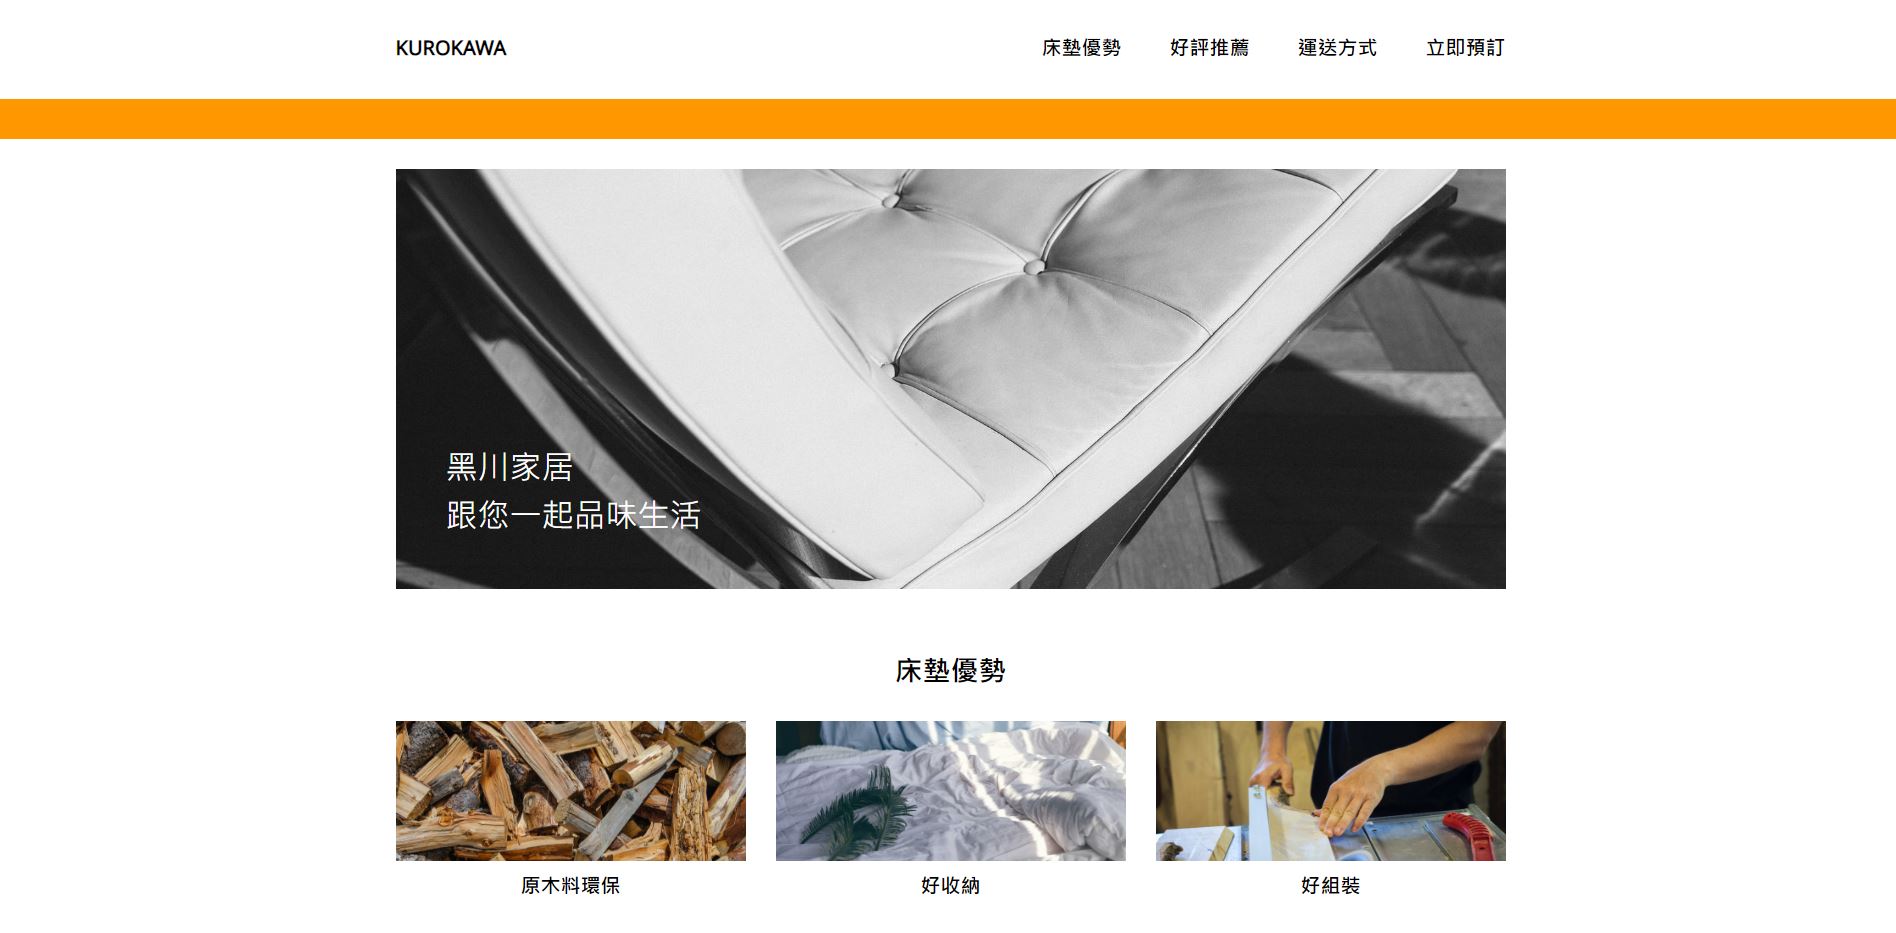 KUROKAWA
床墊優勢 好評推薦 運送方式 立即預訂
黑川家居
跟您一起品味生活
床墊優勢
原木料環保 好收納 好組裝